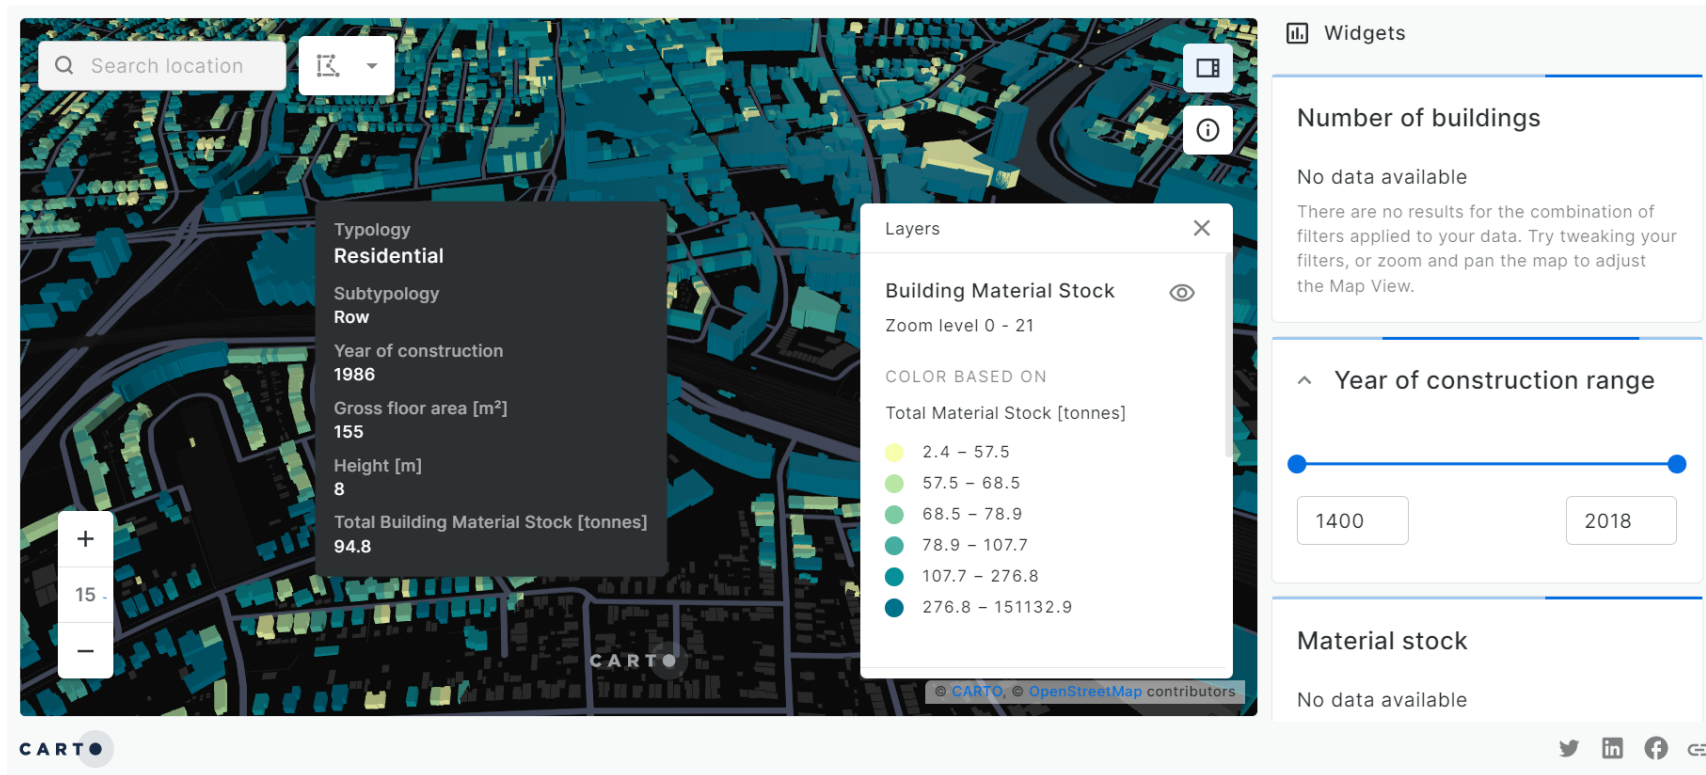 Search location
Typology
Residential
Subtypology
Row
Year of construction
1986
Gross floor area [m²]
155
Height [m]
8
Total Building Material Stock [tonnes]
94.8
+
15
−
CARTO
Layers
Building Material Stock
Zoom level 0 - 21
COLOR BASED ON
Total Material Stock [tonnes]
2.4 – 57.5
57.5 – 68.5
68.5 – 78.9
78.9 – 107.7
107.7 – 276.8
276.8 – 151132.9
© CARTO, © OpenStreetMap contributors
Widgets
Number of buildings
No data available
There are no results for the combination of
filters applied to your data. Try tweaking your
filters, or zoom and pan the map to adjust
the Map View.
Year of construction range
1400
2018
Material stock
No data available
CARTO